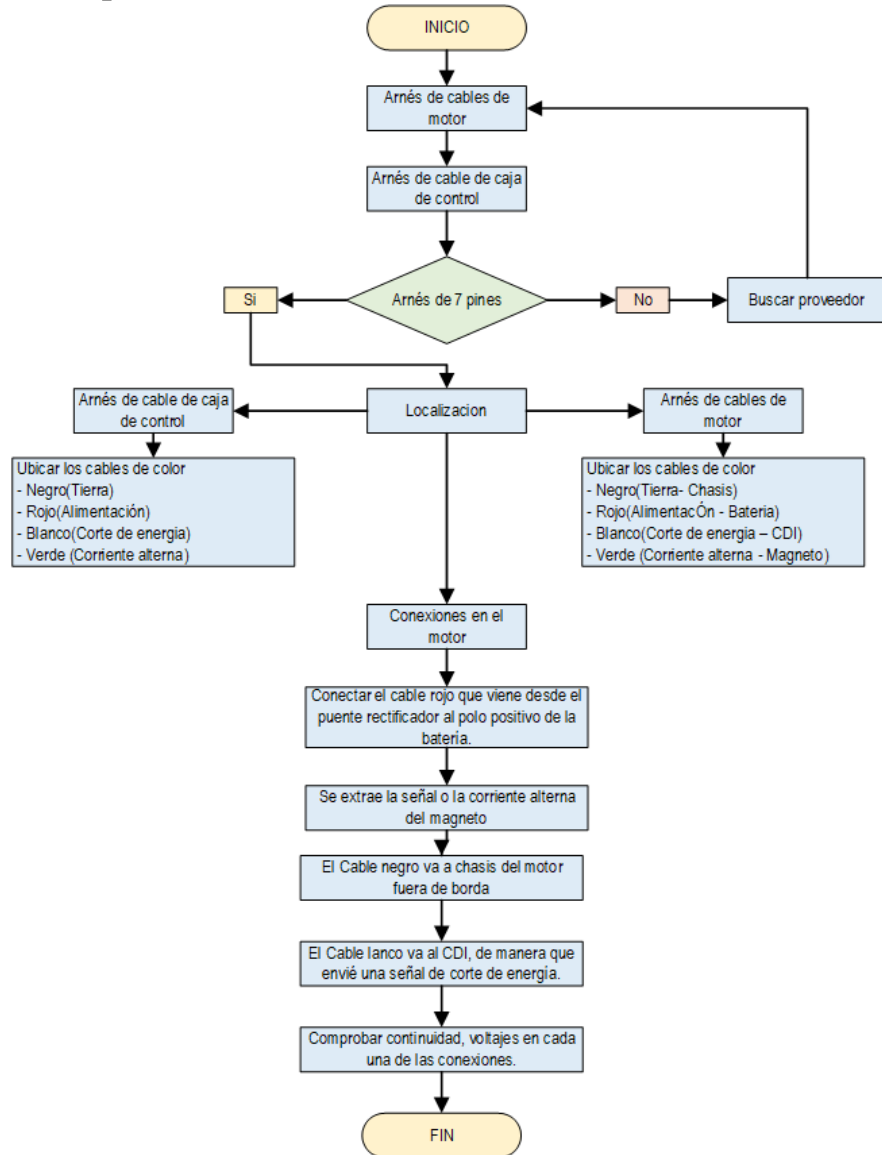 INICIO
Arnés de cables de
motor
Arnés de cable de caja
de control
Arnés de 7 pines
Si
No
Buscar proveedor
Localizacion
Arnés de cable de caja
de control
Ubicar los cables de color
- Negro(Tierra)
- Rojo(Alimentación)
- Blanco(Corte de energia)
- Verde (Corriente alterna)
Arnés de cables de
motor
Ubicar los cables de color
- Negro(Tierra- Chasis)
- Rojo(AlimentacÓn - Bateria)
- Blanco(Corte de energia – CDI)
- Verde (Corriente alterna - Magneto)
Conexiones en el
motor
Conectar el cable rojo que viene desde el
puente rectificador al polo positivo de la
batería.
Se extrae la señal o la corriente alterna
del magneto
El Cable negro va a chasis del motor
fuera de borda
El Cable lanco va al CDI, de manera que
envié una señal de corte de energía.
Comprobar continuidad, voltajes en cada
una de las conexiones.
FIN